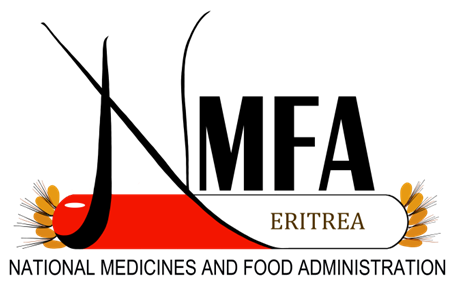 NMFA
ERITREA
NATIONAL MEDICINES AND FOOD ADMINISTRATION